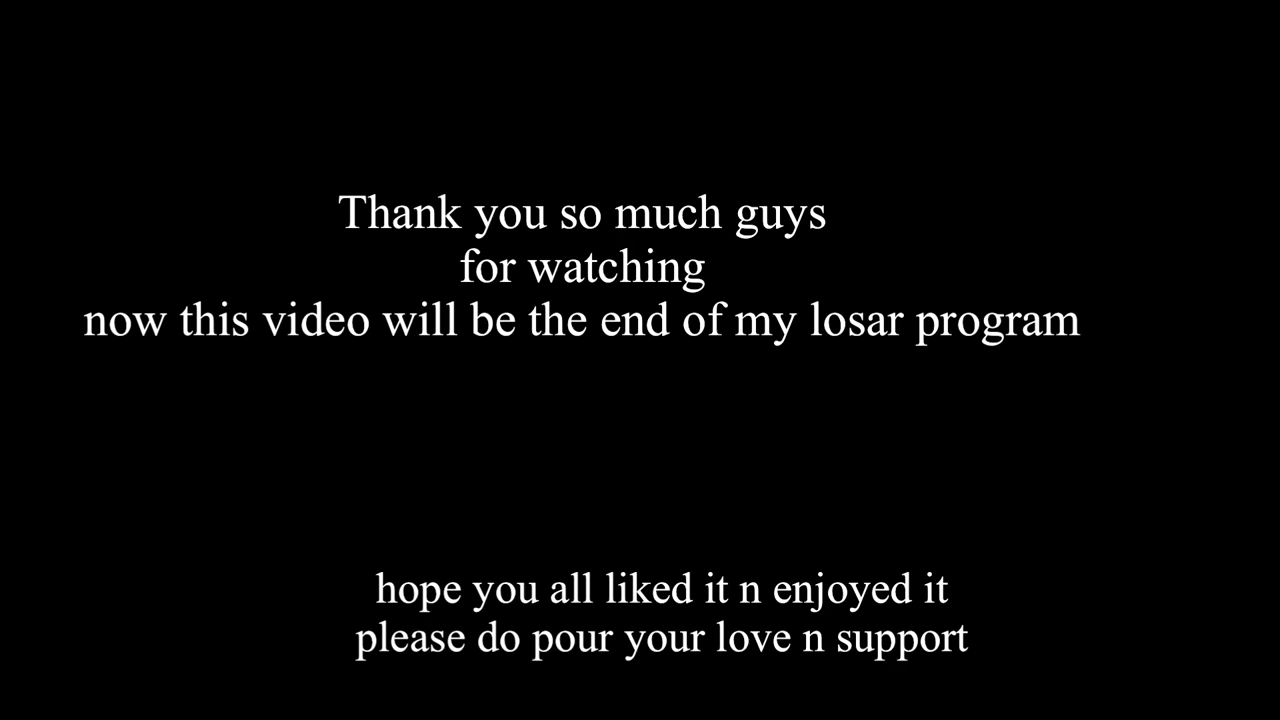 Thank you so much guys
for watching
now this video will be the end of my losar program
hope you all liked it n enjoyed it
please do pour your love n support